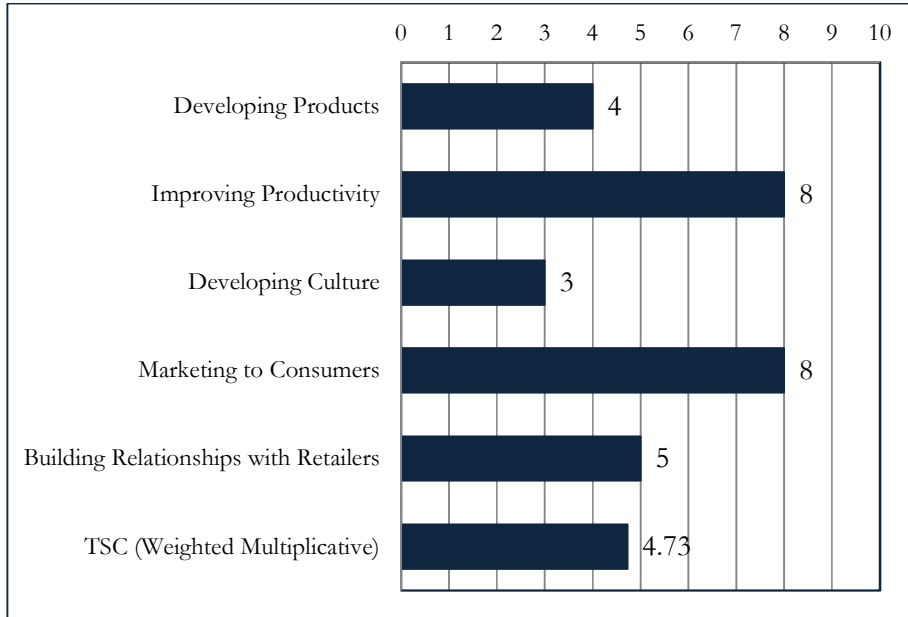 0 1 2 3 4 5 6 7 8 9 10
Developing Products 4
Improving Productivity 8
Developing Culture 3
Marketing to Consumers 8
Building Relationships with Retailers 5
TSC (Weighted Multiplicative) 4.73